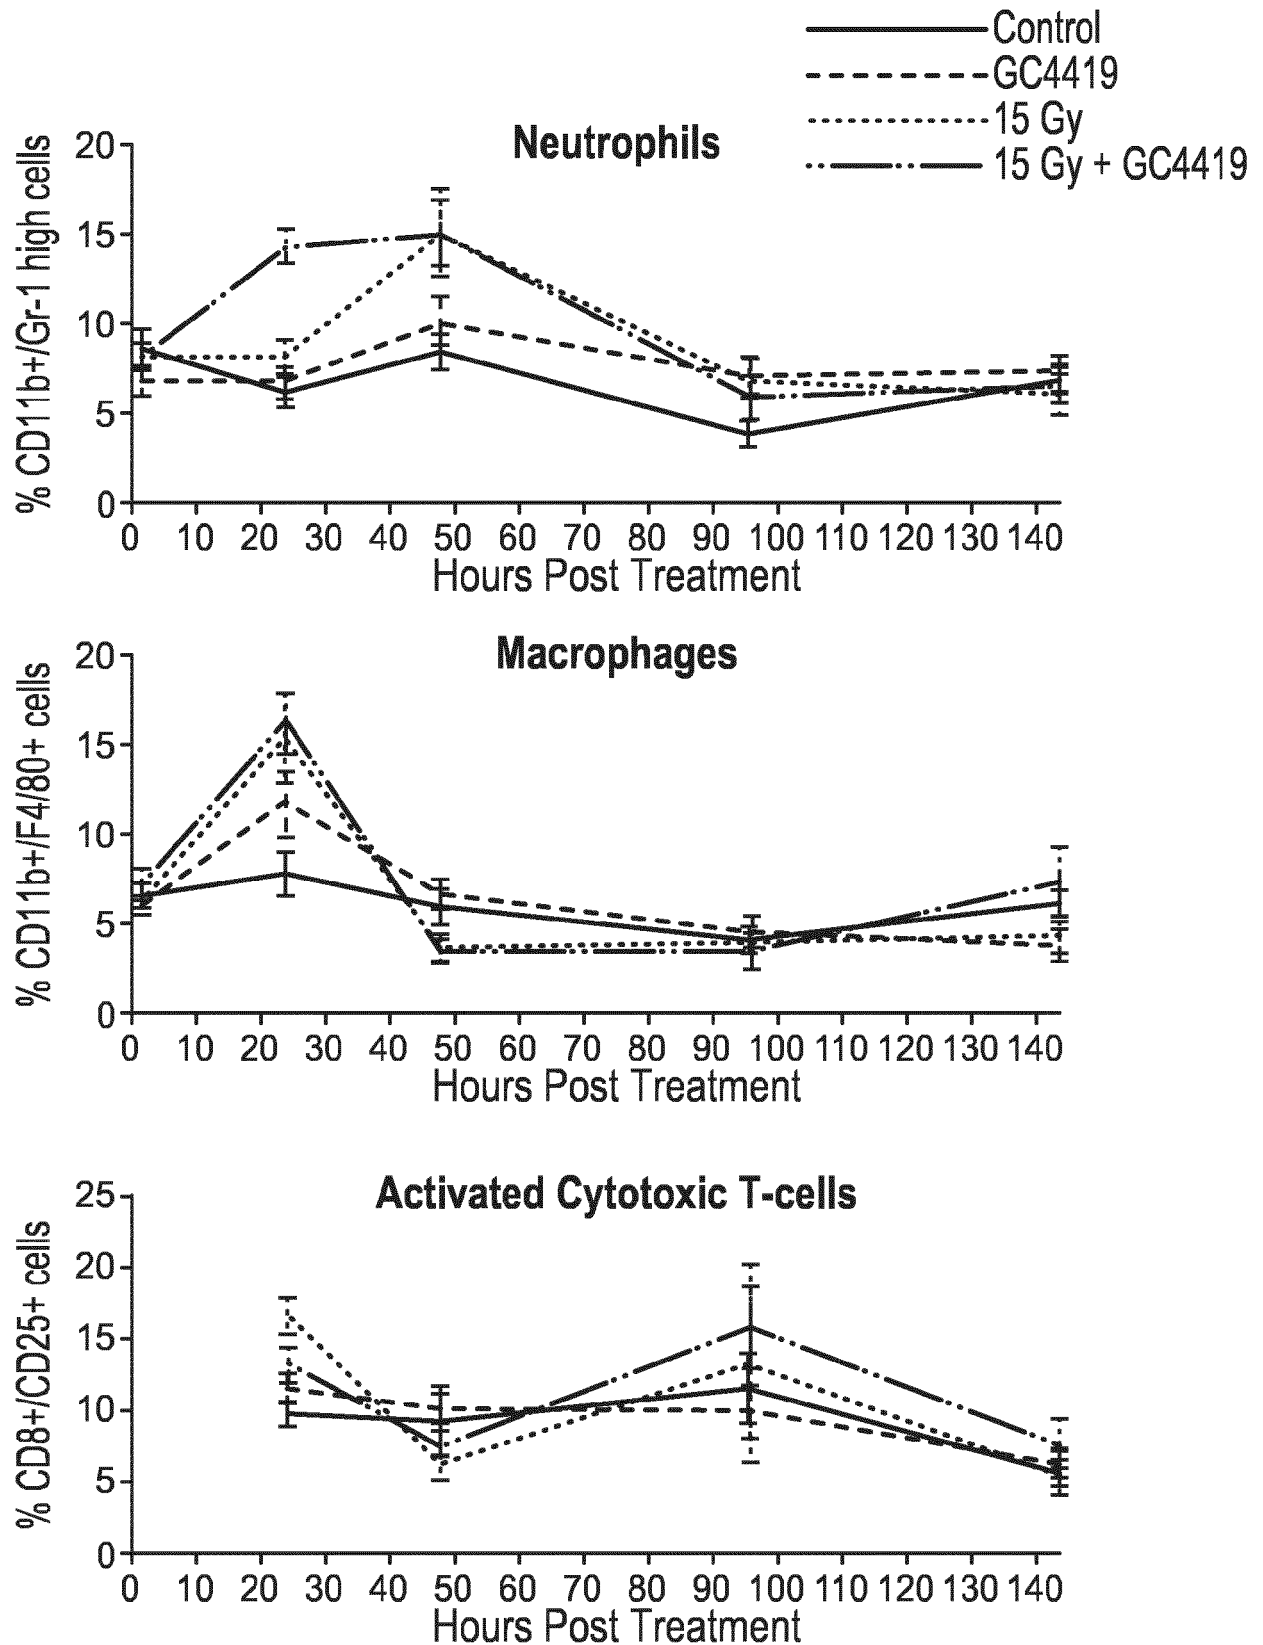 Control
GC4419
15 Gy
15 Gy + GC4419
Neutrophils
% CD11b+/Gr-1 high cells
20
15
10
5
0
0 10 20 30 40 50 60 70 80 90 100 110 120 130 140
Hours Post Treatment
Macrophages
% CD11b+/F4/80+ cells
20
15
10
5
0
0 10 20 30 40 50 60 70 80 90 100 110 120 130 140
Hours Post Treatment
Activated Cytotoxic T-cells
% CD8+/CD25+ cells
25
20
15
10
5
0
0 10 20 30 40 50 60 70 80 90 100 110 120 130 140
Hours Post Treatment